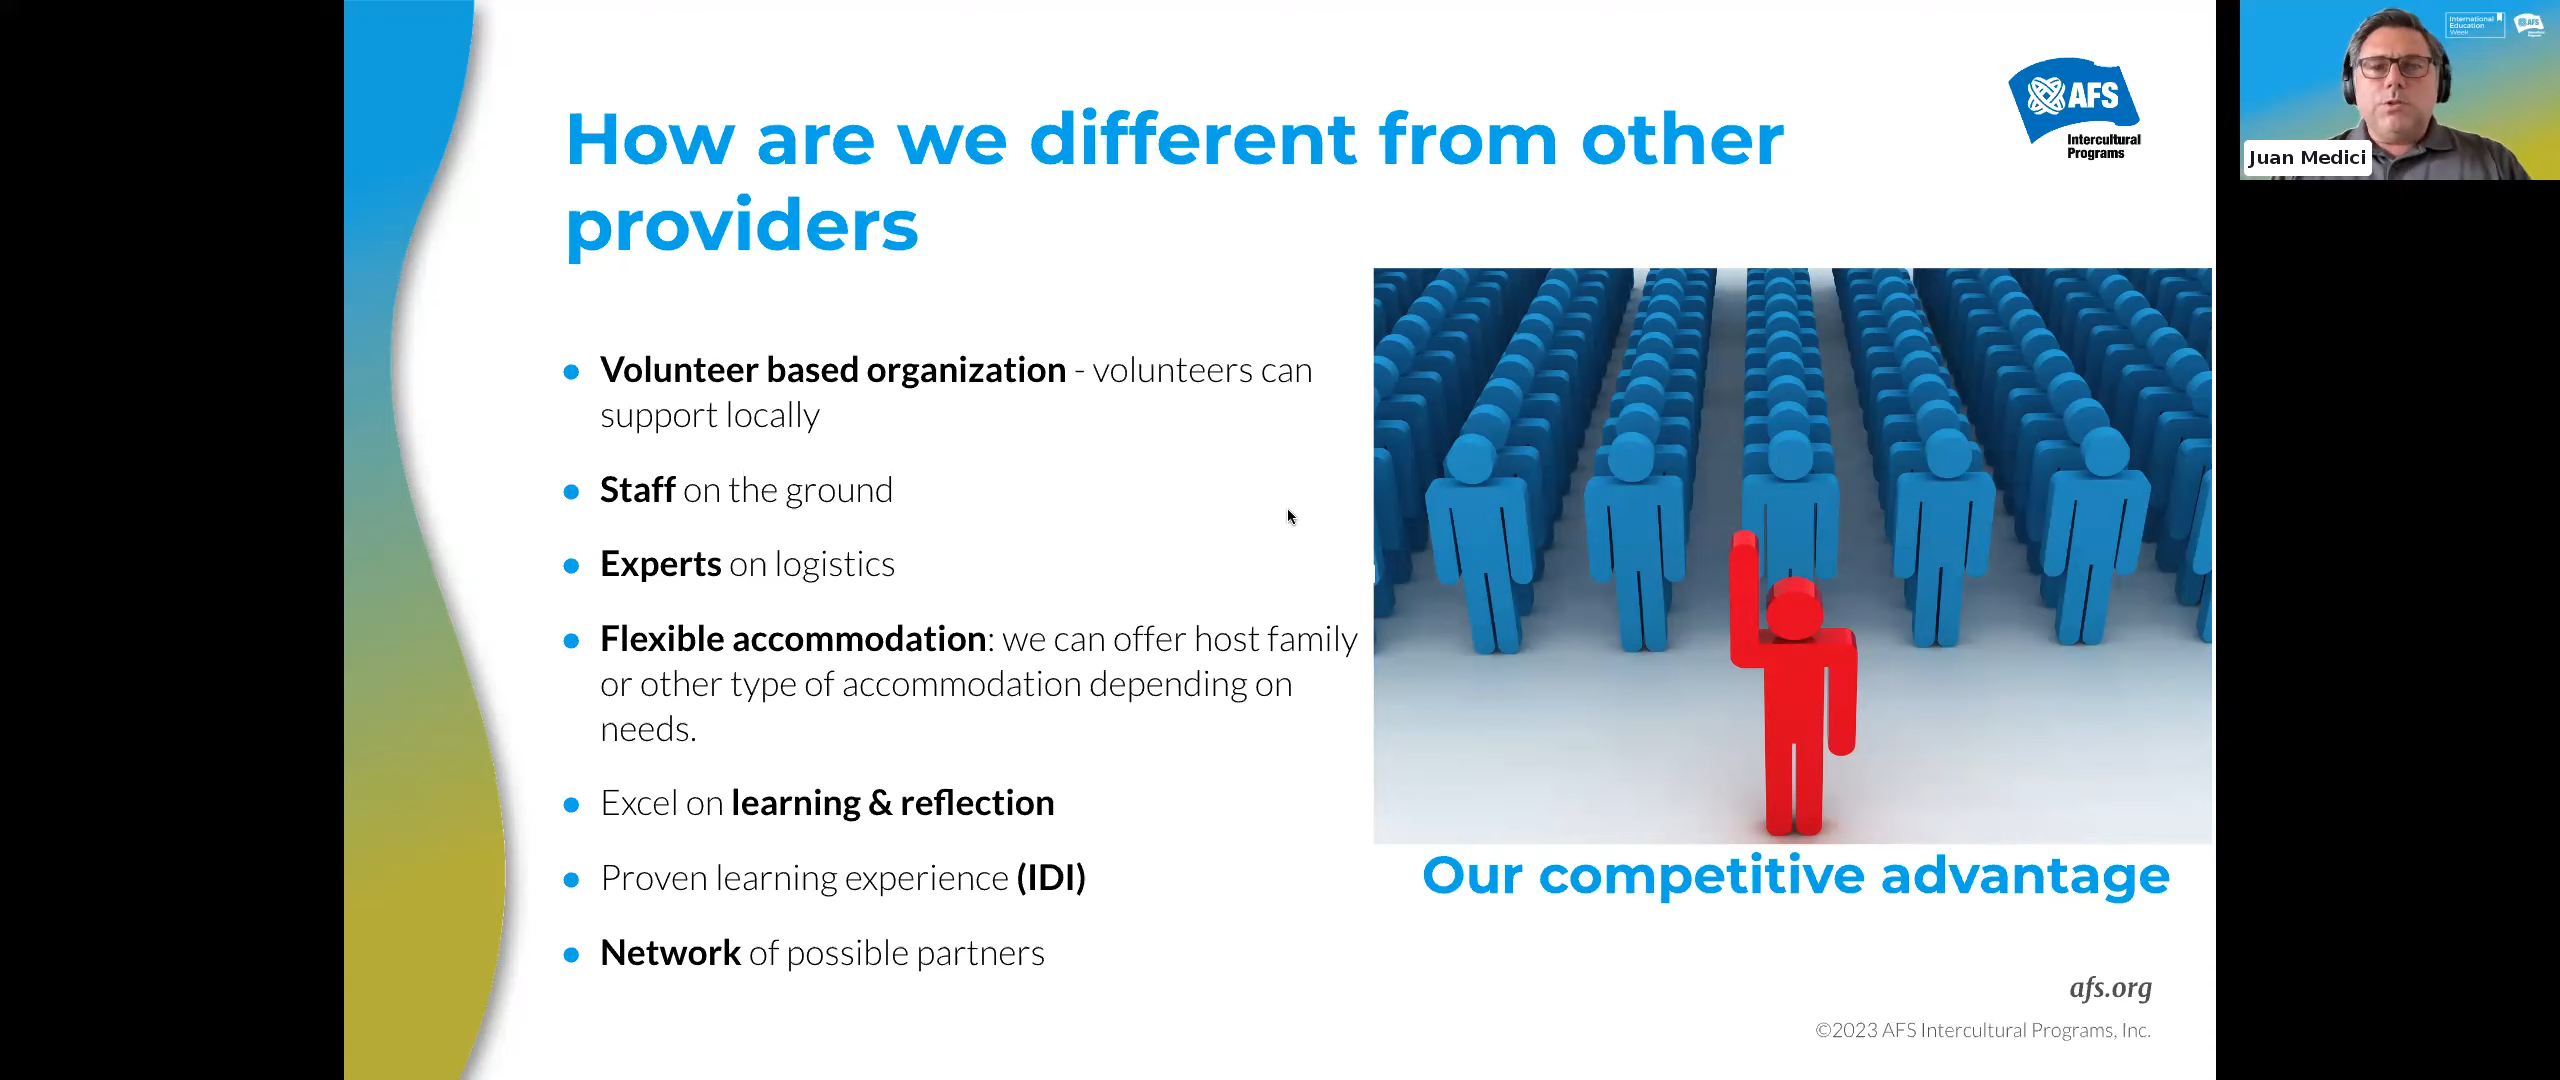 How are we different from other
providers
AFS
Intercultural
Programs
International
Education
Week
AFS
Juan Medici
● Volunteer based organization - volunteers can
support locally
● Staff on the ground
● Experts on logistics
● Flexible accommodation: we can offer host family
or other type of accommodation depending on
needs.
● Excel on learning & reflection
● Proven learning experience (IDI)
● Network of possible partners
Our competitive advantage
afs.org
©2023 AFS Intercultural Programs, Inc.